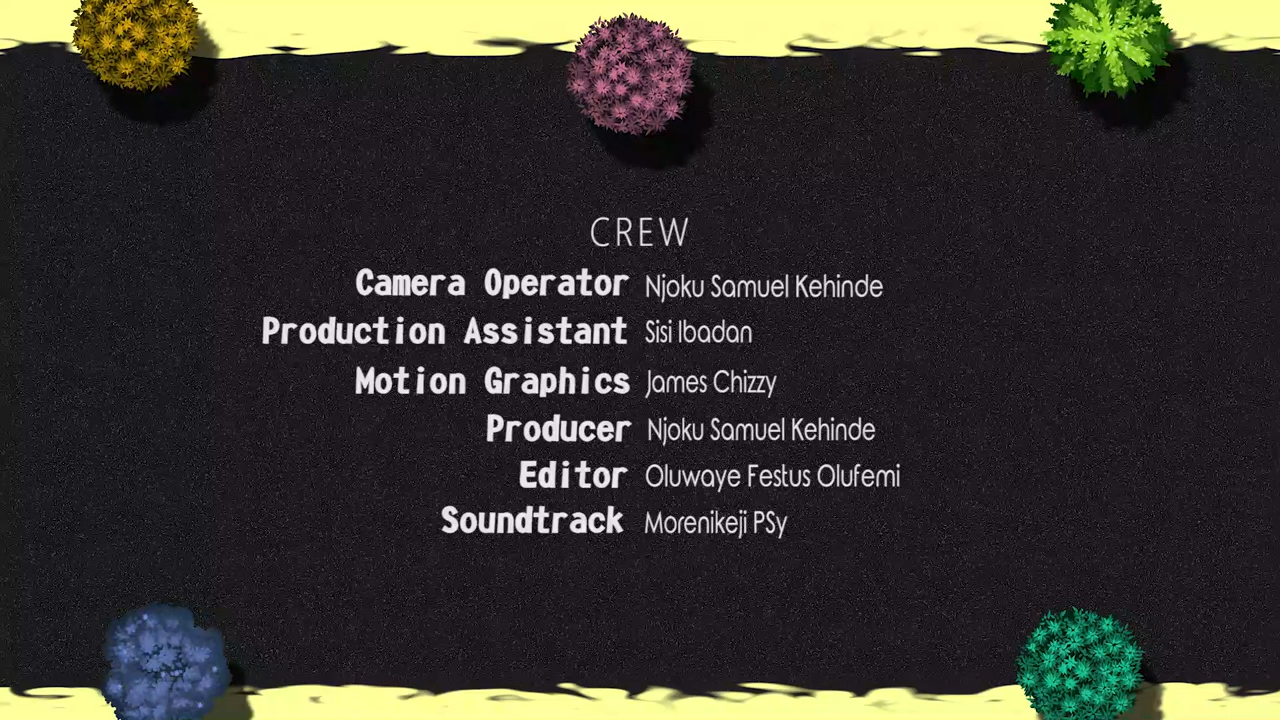 CREW
Camera Operator Njoku Samuel Kehinde
Production Assistant Sisi Ibadan
Motion Graphics James Chizzy
Producer Njoku Samuel Kehinde
Editor Oluwaye Festus Olufemi
Soundtrack Morenikeji PSy